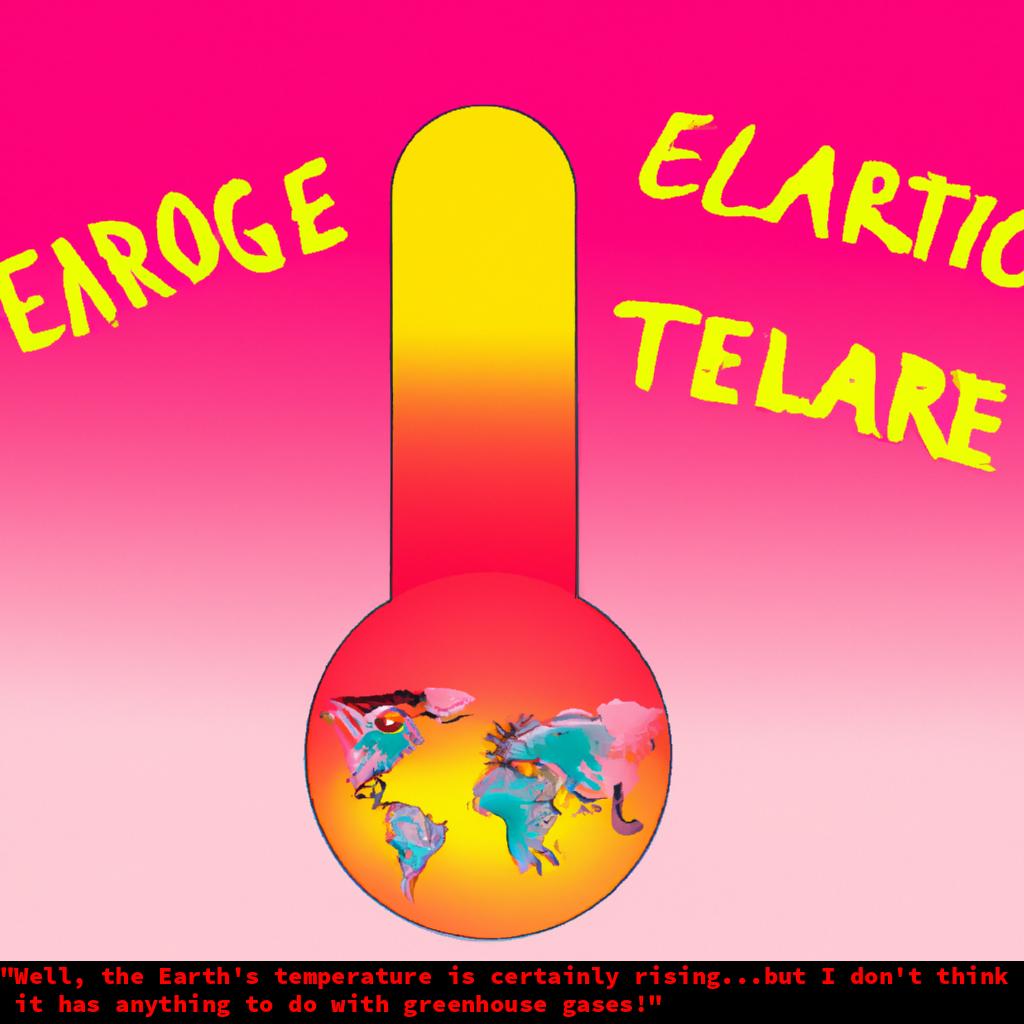 EAROGE
ELARTIO
TELARE
"Well, the Earth's temperature is certainly rising...but I don't think
it has anything to do with greenhouse gases!"